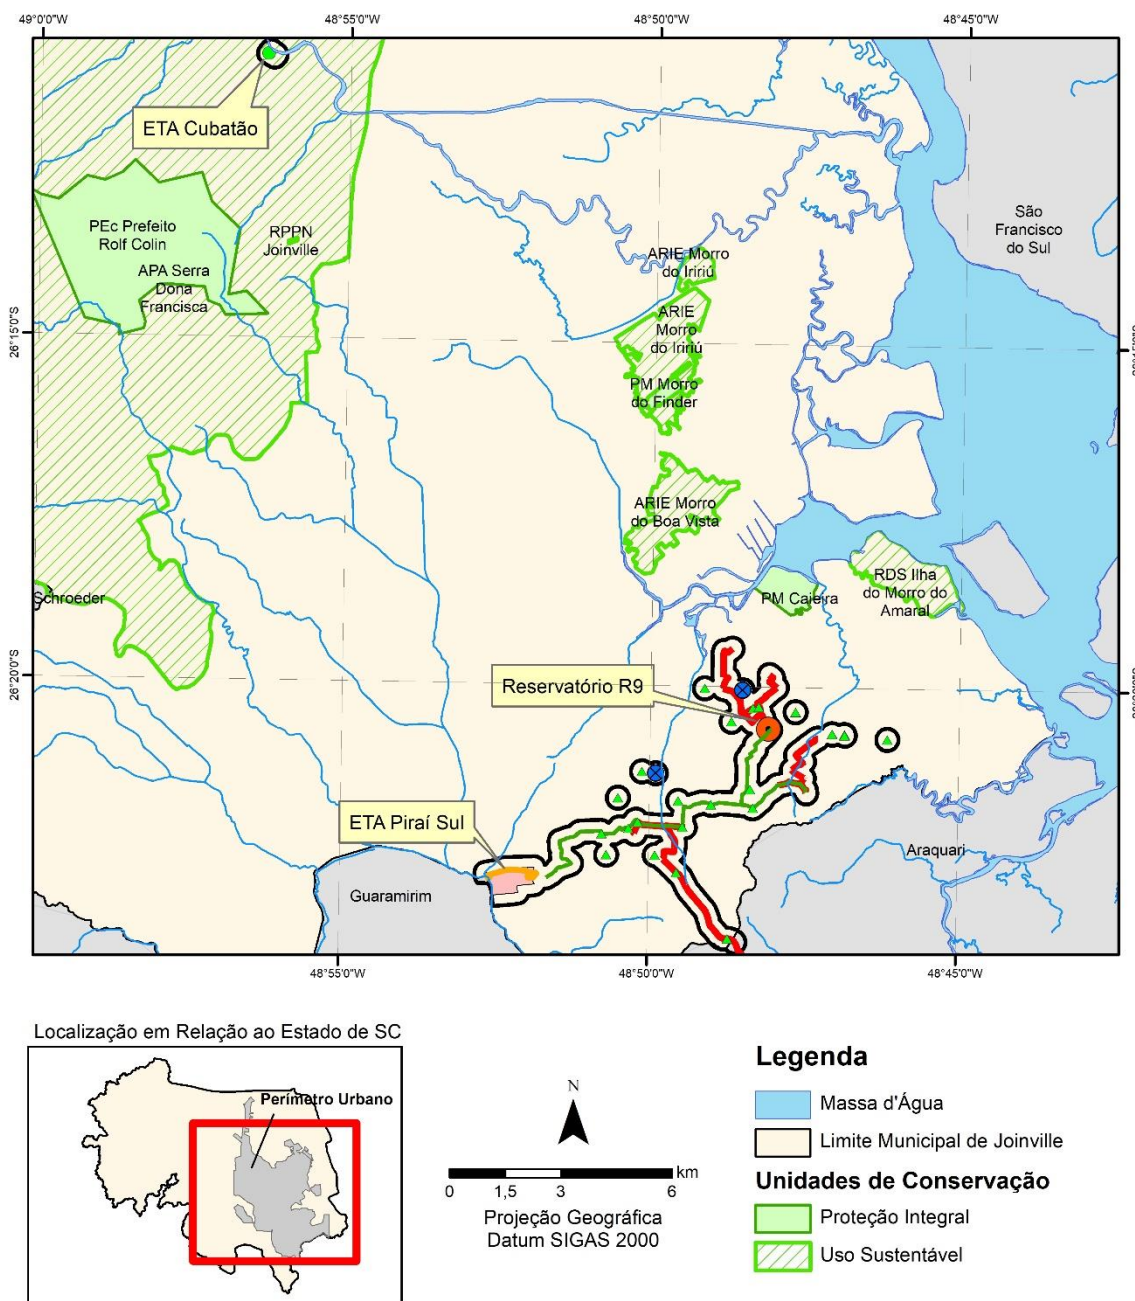 49°0'0"W
48°55'0"W
48°50'0"W
48°45'0"W
ETA Cubatão
PEc Prefeito
Rolf Colin
RPPN
Joinville
APA Serra
Dona
Francisca
São
Francisco
do Sul
ARIE Morro
do Iririú
ARIE
Morro
do Iririú
26°15'0"S
PM Morro
do Finder
ARIE Morro
do Boa Vista
Schroeder
PM Caieira
RDS Ilha
do Morro do
Amaral
26°20'0"S
Reservatório R9
ETA Piraí Sul
Araquari
Guaramirim
48°55'0"W
48°50'0"W
48°45'0"W
Localização em Relação ao Estado de SC
Perímetro Urbano
N
km
0 1,5 3 6
Projeção Geográfica
Datum SIGAS 2000
Legenda
Massa d'Água
Limite Municipal de Joinville
Unidades de Conservação
Proteção Integral
Uso Sustentável